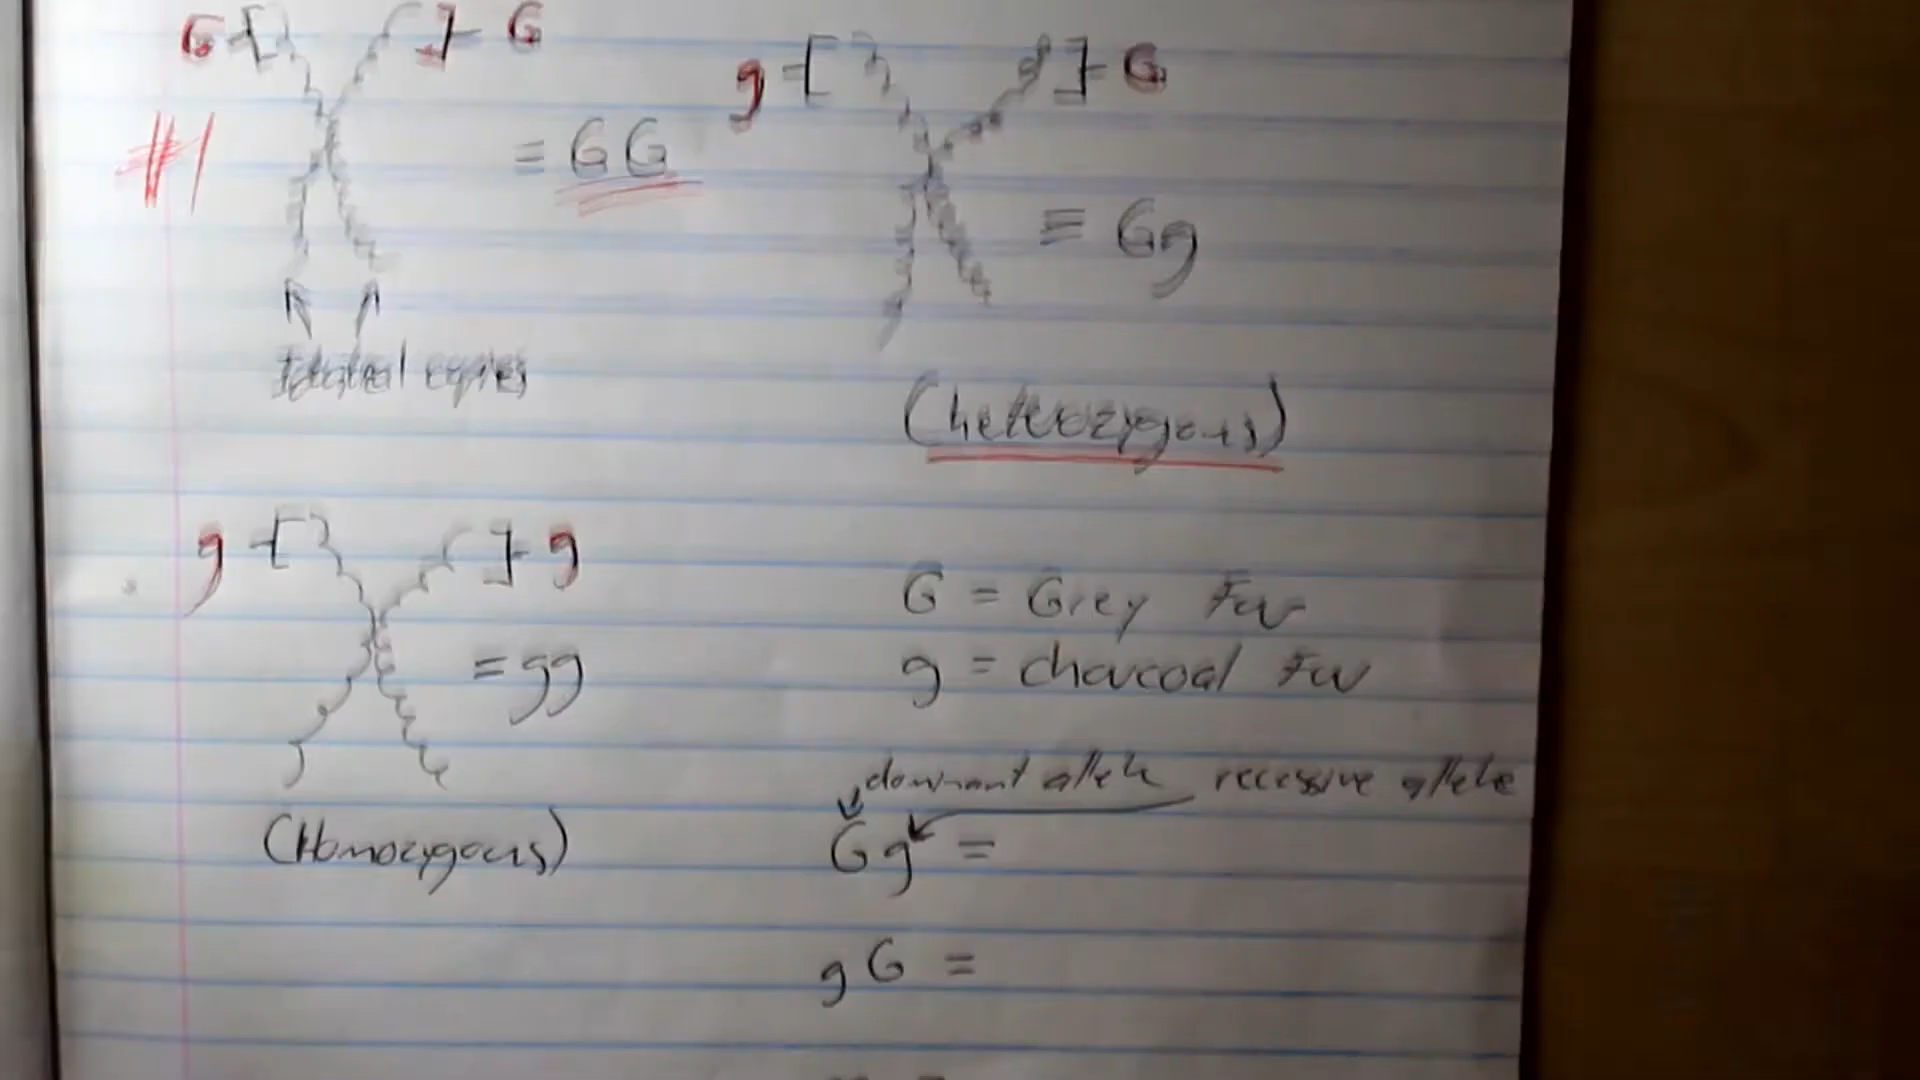 G G
g G
#1
= GG
= Gg
Identical copies
(heterozygous)
g g
G = Grey Fur
= gg
g = charcoal Fur
dominant allele recessive allele
(Homozygous)
Gg =
gG =